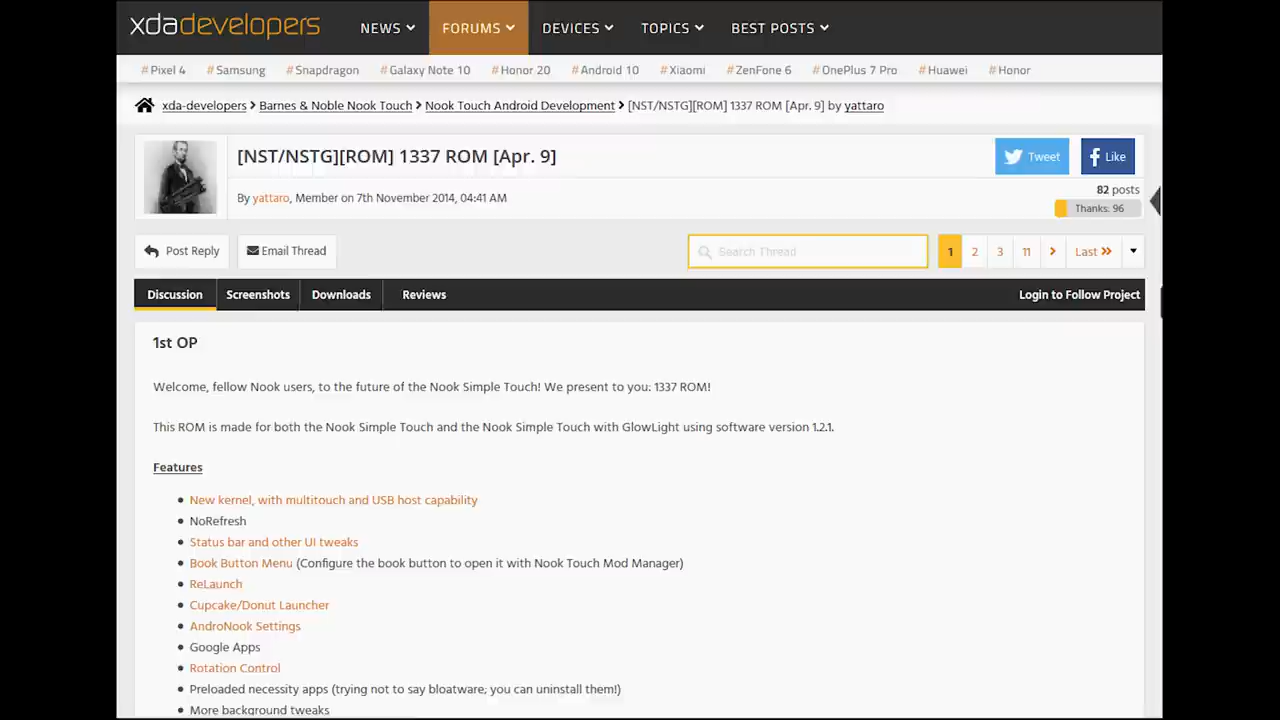 xdadevelopers NEWS FORUMS DEVICES TOPICS BEST POSTS
#Pixel 4 #Samsung #Snapdragon #Galaxy Note 10 #Honor 20 #Android 10 #Xiaomi #ZenFone 6 #OnePlus 7 Pro #Huawei #Honor
xda-developers Barnes & Noble Nook Touch Nook Touch Android Development [NST/NSTG][ROM] 1337 ROM [Apr. 9] by yattaro
[NST/NSTG][ROM] 1337 ROM [Apr. 9] Tweet Like
By yattaro, Member on 7th November 2014, 04:41 AM
82 posts
Thanks: 96
Post Reply Email Thread Search Thread 1 2 3 11 > Last
Discussion Screenshots Downloads Reviews Login to Follow Project
1st OP
Welcome, fellow Nook users, to the future of the Nook Simple Touch! We present to you: 1337 ROM!
This ROM is made for both the Nook Simple Touch and the Nook Simple Touch with GlowLight using software version 1.2.1.
Features
• New kernel, with multitouch and USB host capability
• NoRefresh
• Status bar and other UI tweaks
• Book Button Menu (Configure the book button to open it with Nook Touch Mod Manager)
• ReLaunch
• Cupcake/Donut Launcher
• AndroNook Settings
• Google Apps
• Rotation Control
• Preloaded necessity apps (trying not to say bloatware; you can uninstall them!)
• More background tweaks